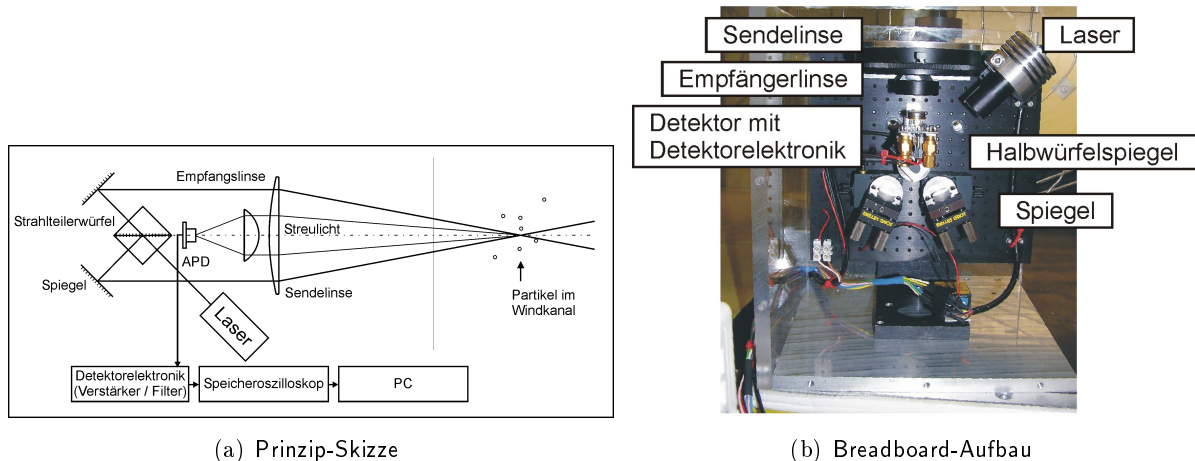 Empfangslinse
Strahlteilerwürfel
Streulicht
APD
Spiegel
Sendelinse
Partikel im
Windkanal
Laser
Detektorelektronik
(Verstärker / Filter)
Speicheroszilloskop
PC
(a) Prinzip-Skizze
Sendelinse
Laser
Empfängerlinse
Detektor mit
Detektorelektronik
Halbwürfelspiegel
Spiegel
(b) Breadboard-Aufbau